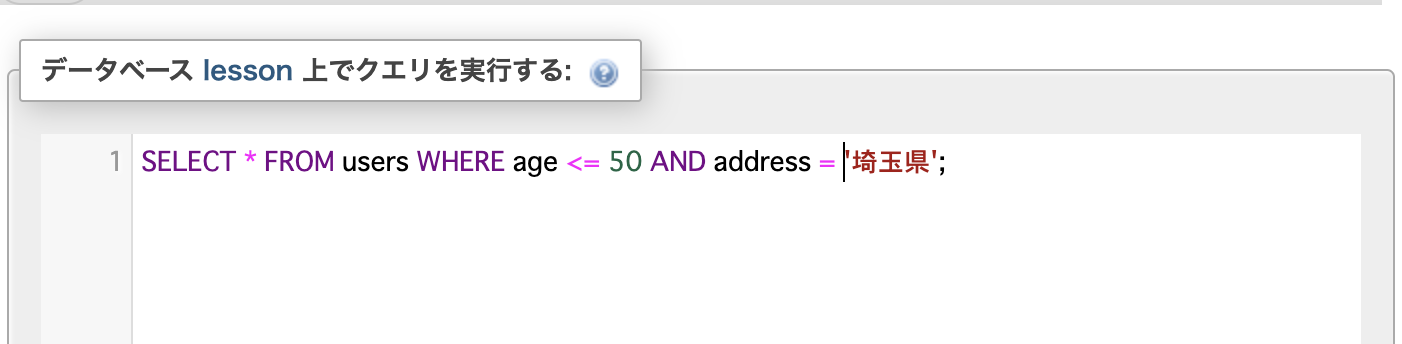 データベース lesson 上でクエリを実行する:
1 SELECT * FROM users WHERE age <= 50 AND address = '埼玉県';